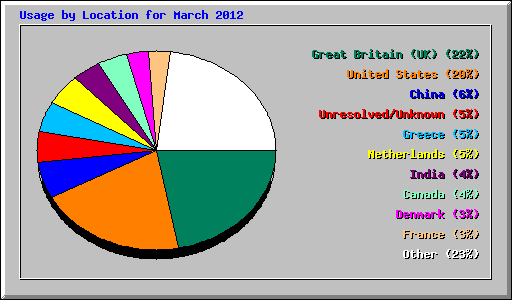 Usage by Location for March 2012
Great Britain (UK) (22%)
United States (20%)
China (6%)
Unresolved/Unknown (5%)
Greece (5%)
Netherlands (5%)
India (4%)
Canada (4%)
Denmark (3%)
France (3%)
Other (23%)